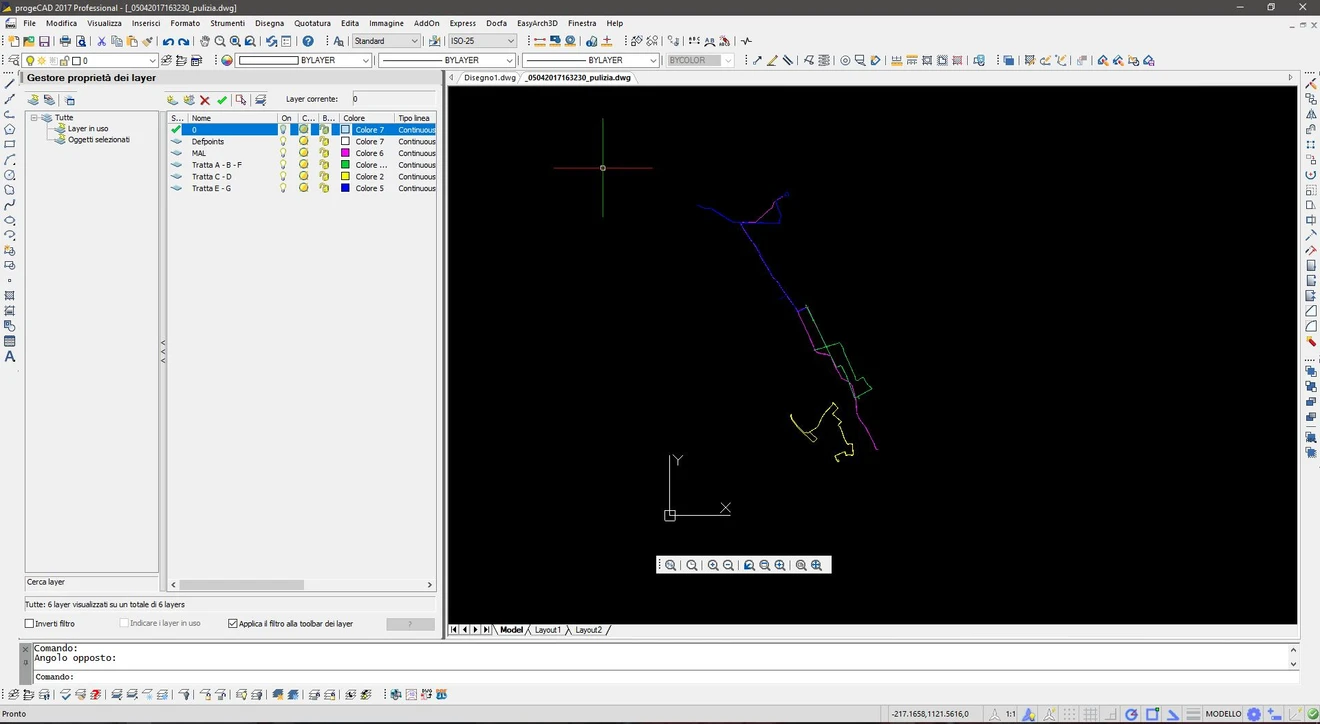 progeCAD 2017 Professional - [_05042017163230_pulizia.dwg]
File Modifica Visualizza Inserisci Formato Strumenti Disegna Quotatura Edita Immagine AddOn Express Docfa EasyArch3D Finestra Help
Standard ISO-25
0 BYLAYER BYLAYER BYLAYER BYCOLOR
Gestore proprietà dei layer
Disegno1.dwg _05042017163230_pulizia.dwg
Layer corrente: 0
Tutte
Layer in uso
Oggetti selezionati
S... Nome On C... B... Colore Tipo linea
0 Colore 7 Continuous
Defpoints Colore 7 Continuous
MAL Colore 6 Continuous
Tratta A - B - F Colore ... Continuous
Tratta C - D Colore 2 Continuous
Tratta E - G Colore 5 Continuous
Y
X
Cerca layer
Tutte: 6 layer visualizzati su un totale di 6 layers
Inverti filtro Indicare i layer in uso Applica il filtro alla toolbar dei layer ?
Model Layout1 Layout2
Comando:
Angolo opposto:
Comando:
Pronto -217.1658,1121.5616,0 1:1 MODELLO